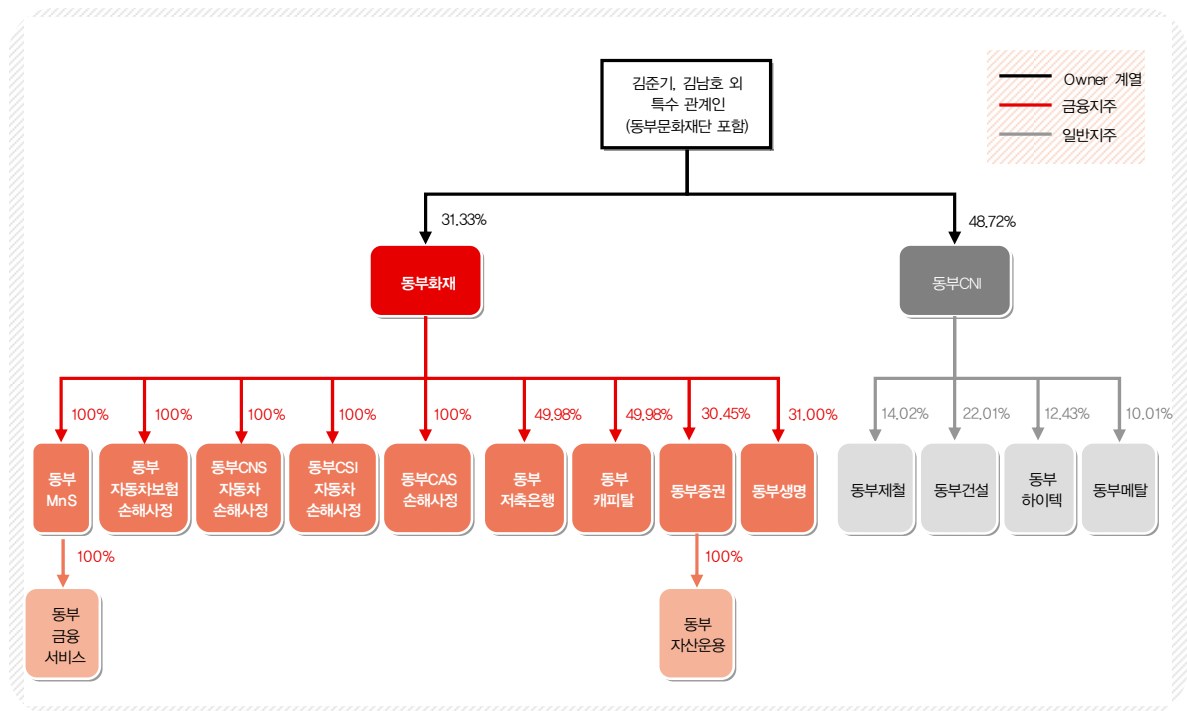 김준기, 김남호 외
특수 관계인
(동부문화재단 포함)
Owner 계열
금융지주
일반지주
31.33%
48.72%
동부화재
동부CNI
100%
100%
100%
100%
100%
49.98%
49.98%
30.45%
31.00%
14.02%
22.01%
12.43%
10.01%
동부
MnS
동부
자동차보험
손해사정
동부CNS
자동차
손해사정
동부CSI
자동차
손해사정
동부CAS
손해사정
동부
저축은행
동부
캐피탈
동부증권
동부생명
동부제철
동부건설
동부
하이텍
동부메탈
100%
100%
동부
금융
서비스
동부
자산운용